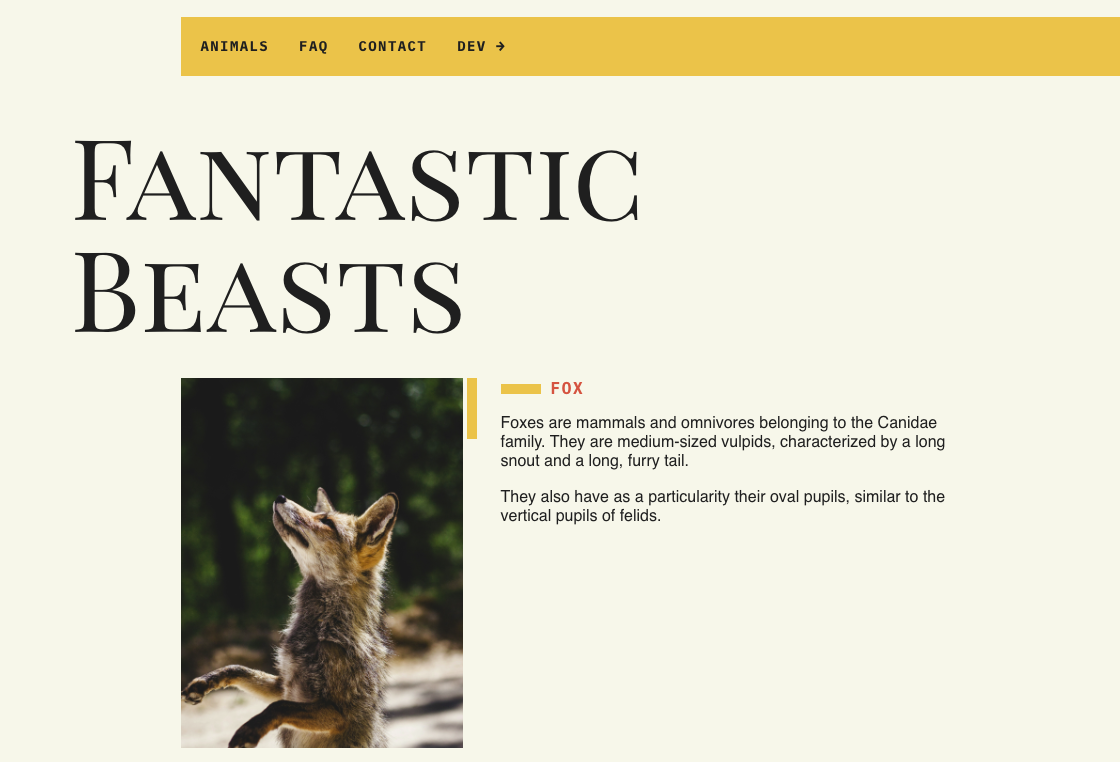 ANIMALS FAQ CONTACT DEV →
Fantastic
Beasts
FOX
Foxes are mammals and omnivores belonging to the Canidae
family. They are medium-sized vulpids, characterized by a long
snout and a long, furry tail.
They also have as a particularity their oval pupils, similar to the
vertical pupils of felids.